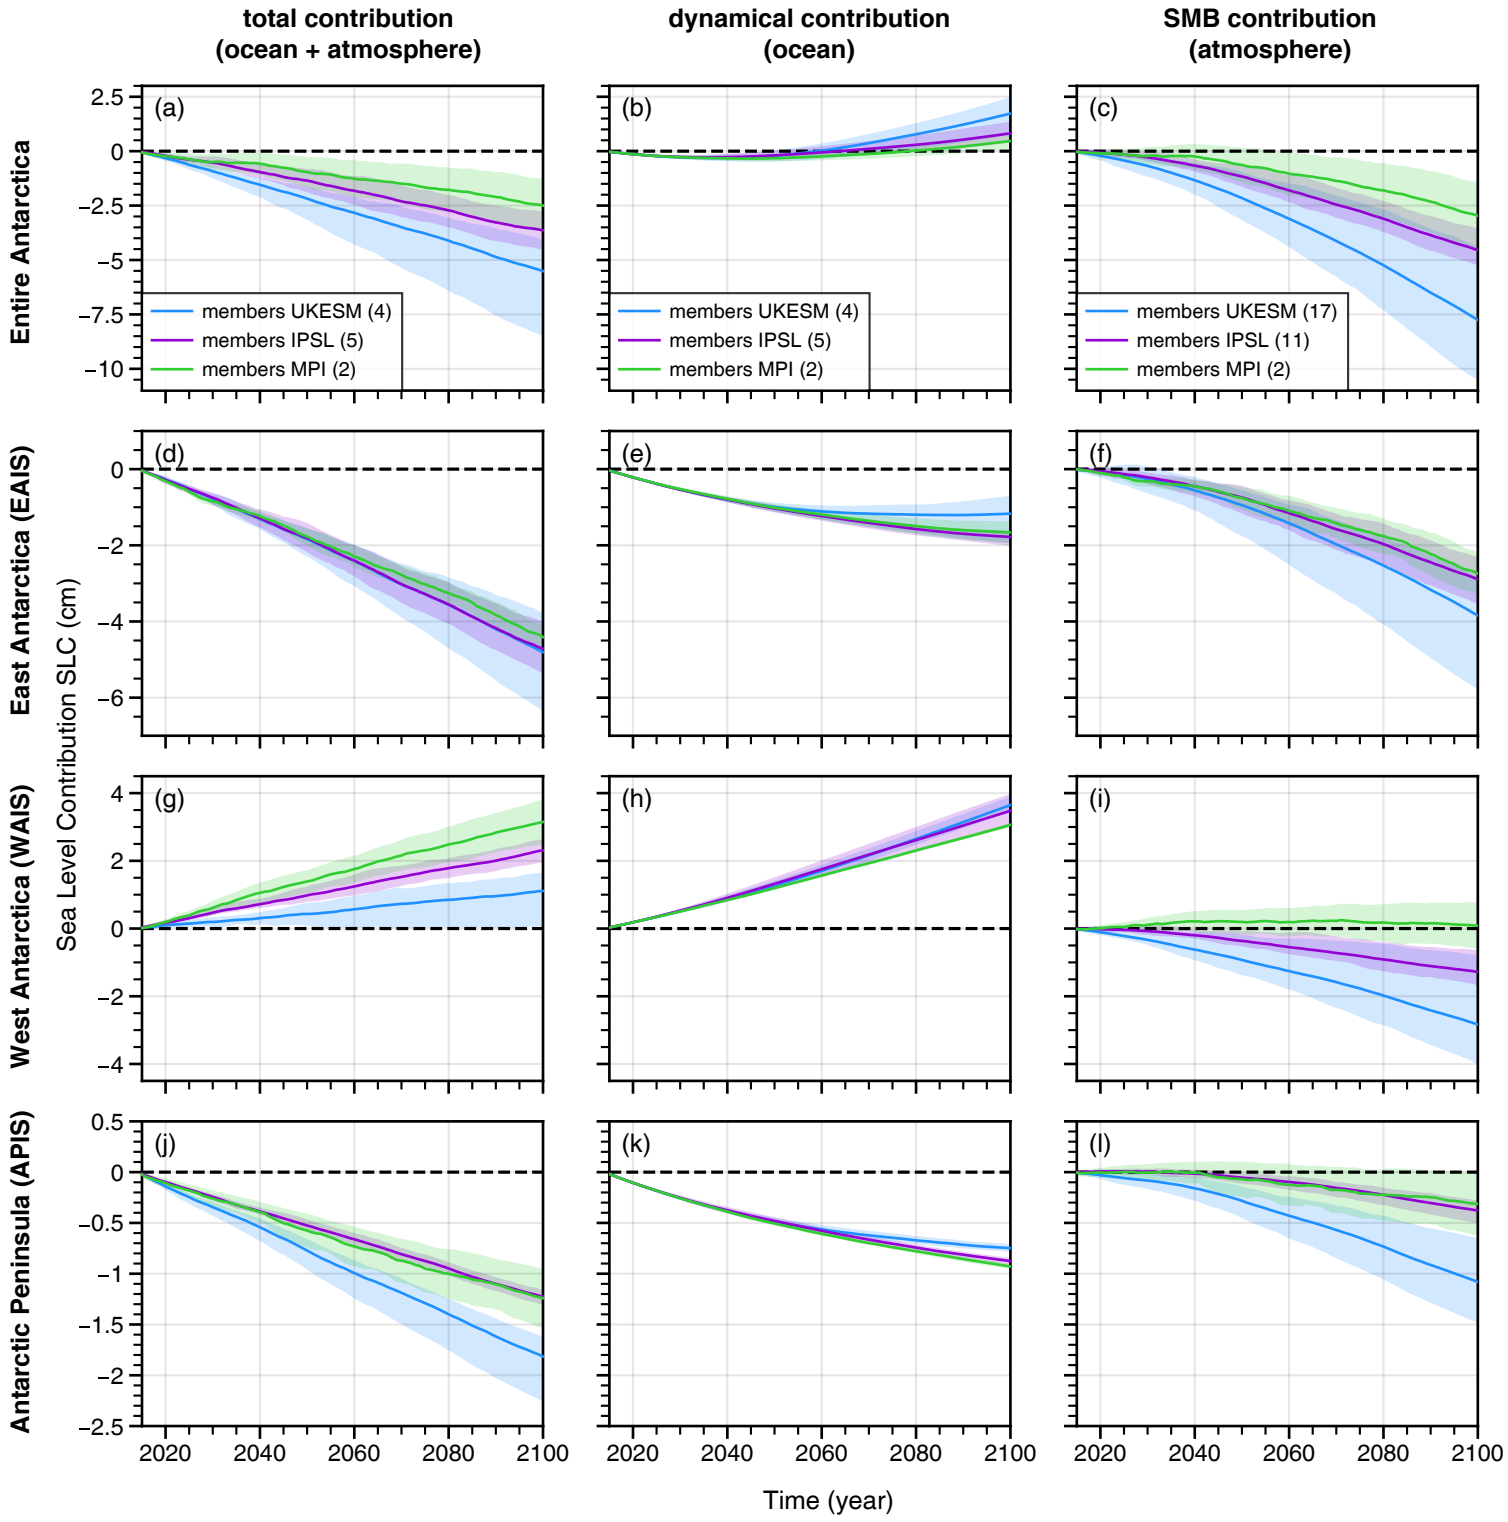 total contribution
(ocean + atmosphere)
dynamical contribution
(ocean)
SMB contribution
(atmosphere)
Entire Antarctica
East Antarctica (EAIS)
West Antarctica (WAIS)
Antarctic Peninsula (APIS)
Sea Level Contribution SLC (cm)
(a)
2.5
0
−2.5
−5
−7.5
−10
members UKESM (4)
members IPSL (5)
members MPI (2)
(b)
members UKESM (4)
members IPSL (5)
members MPI (2)
(c)
members UKESM (17)
members IPSL (11)
members MPI (2)
(d)
0
−2
−4
−6
(e)
(f)
(g)
4
2
0
−2
−4
(h)
(i)
(j)
0.5
0
−0.5
−1
−1.5
−2
−2.5
(k)
(l)
2020 2040 2060 2080 2100
2020 2040 2060 2080 2100
2020 2040 2060 2080 2100
Time (year)